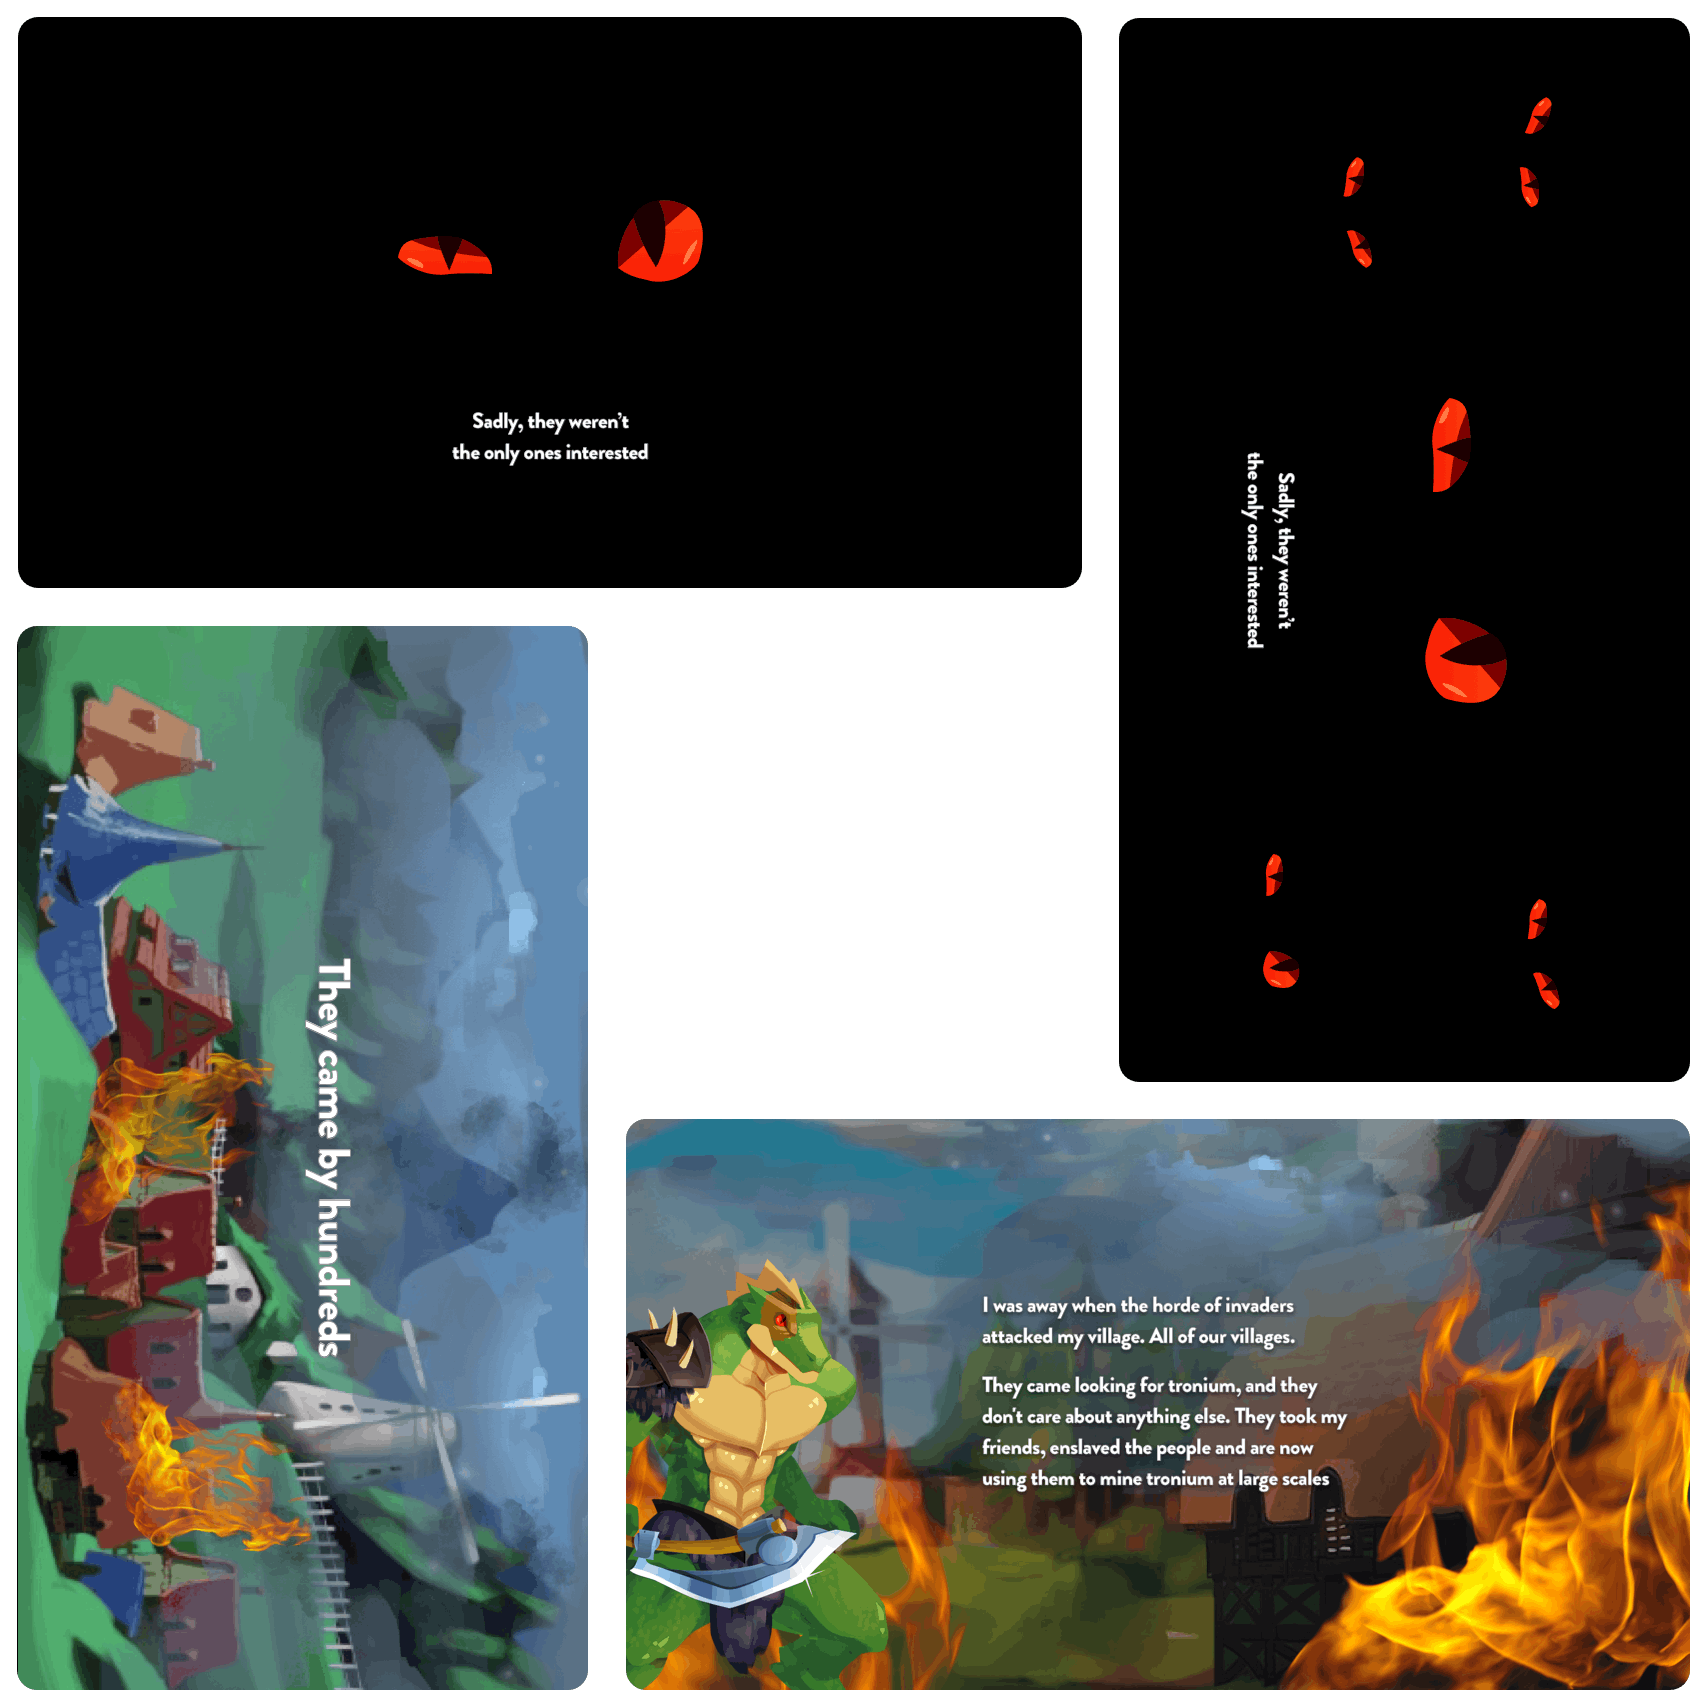 Sadly, they weren’t
the only ones interested
Sadly, they weren’t
the only ones interested
They came by hundreds
I was away when the horde of invaders
attacked my village. All of our villages.
They came looking for tronium, and they
don't care about anything else. They took my
friends, enslaved the people and are now
using them to mine tronium at large scales